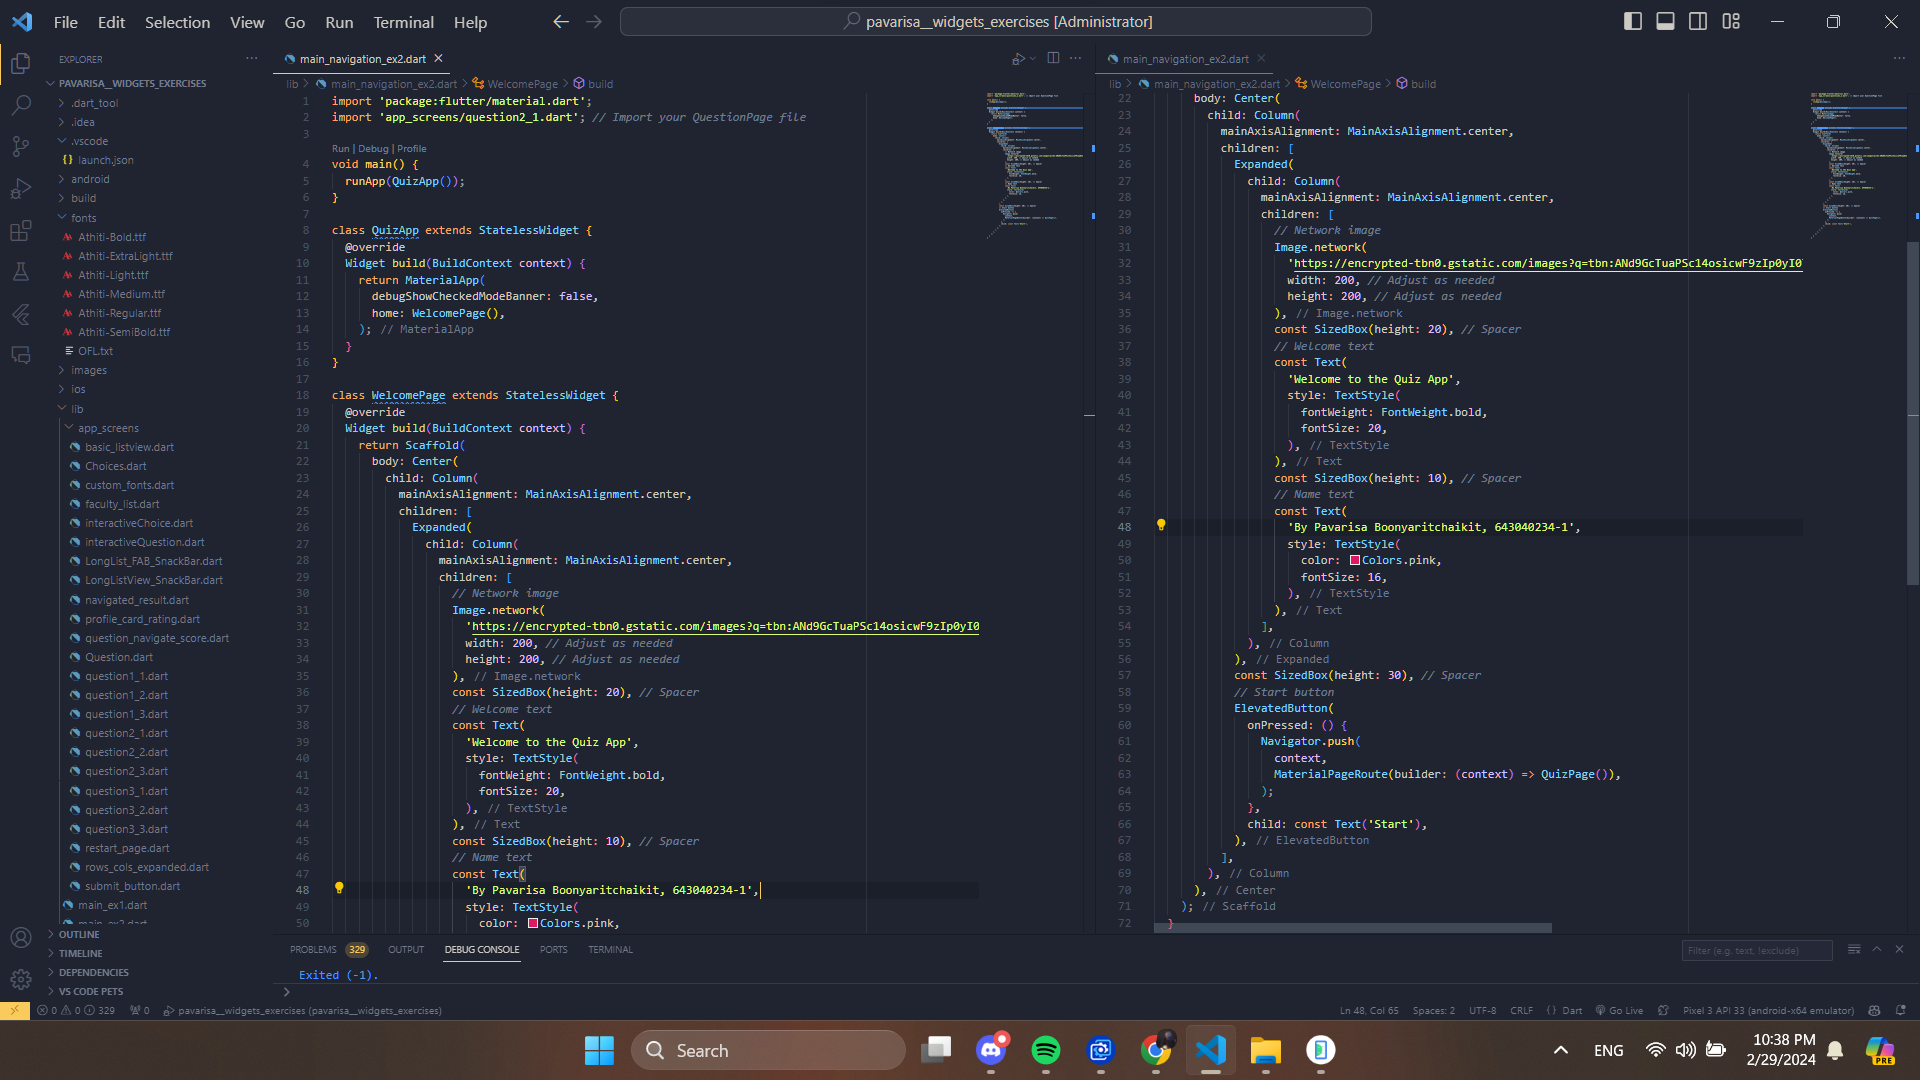 File Edit Selection View Go Run Terminal Help
pavarisa__widgets_exercises [Administrator]
EXPLORER
PAVARISA__WIDGETS_EXERCISES
.dart_tool
.idea
.vscode
launch.json
android
build
fonts
Athiti-Bold.ttf
Athiti-ExtraLight.ttf
Athiti-Light.ttf
Athiti-Medium.ttf
Athiti-Regular.ttf
Athiti-SemiBold.ttf
OFL.txt
images
ios
lib
app_screens
basic_listview.dart
Choices.dart
custom_fonts.dart
faculty_list.dart
interactiveChoice.dart
interactiveQuestion.dart
LongList_FAB_SnackBar.dart
LongListView_SnackBar.dart
navigated_result.dart
profile_card_rating.dart
question_navigate_score.dart
Question.dart
question1_1.dart
question1_2.dart
question1_3.dart
question2_1.dart
question2_2.dart
question2_3.dart
question3_1.dart
question3_2.dart
question3_3.dart
restart_page.dart
rows_cols_expanded.dart
submit_button.dart
main_ex1.dart
main_ex2.dart
OUTLINE
TIMELINE
DEPENDENCIES
VS CODE PETS
main_navigation_ex2.dart
lib > main_navigation_ex2.dart > WelcomePage > build
1 import 'package:flutter/material.dart';
2 import 'app_screens/question2_1.dart'; // Import your QuestionPage file
3
Run | Debug | Profile
4 void main() {
5 runApp(QuizApp());
6 }
7
8 class QuizApp extends StatelessWidget {
9 @override
10 Widget build(BuildContext context) {
11 return MaterialApp(
12 debugShowCheckedModeBanner: false,
13 home: WelcomePage(),
14 ); // MaterialApp
15 }
16 }
17
18 class WelcomePage extends StatelessWidget {
19 @override
20 Widget build(BuildContext context) {
21 return Scaffold(
22 body: Center(
23 child: Column(
24 mainAxisAlignment: MainAxisAlignment.center,
25 children: [
26 Expanded(
27 child: Column(
28 mainAxisAlignment: MainAxisAlignment.center,
29 children: [
30 // Network image
31 Image.network(
32 'https://encrypted-tbn0.gstatic.com/images?q=tbn:ANd9GcTuaPSc14osicwF9zIp0yI0
33 width: 200, // Adjust as needed
34 height: 200, // Adjust as needed
35 ), // Image.network
36 const SizedBox(height: 20), // Spacer
37 // Welcome text
38 const Text(
39 'Welcome to the Quiz App',
40 style: TextStyle(
41 fontWeight: FontWeight.bold,
42 fontSize: 20,
43 ), // TextStyle
44 ), // Text
45 const SizedBox(height: 10), // Spacer
46 // Name text
47 const Text(
48 'By Pavarisa Boonyaritchaikit, 643040234-1',
49 style: TextStyle(
50 color: Colors.pink,
main_navigation_ex2.dart
lib > main_navigation_ex2.dart > WelcomePage > build
22 body: Center(
23 child: Column(
24 mainAxisAlignment: MainAxisAlignment.center,
25 children: [
26 Expanded(
27 child: Column(
28 mainAxisAlignment: MainAxisAlignment.center,
29 children: [
30 // Network image
31 Image.network(
32 'https://encrypted-tbn0.gstatic.com/images?q=tbn:ANd9GcTuaPSc14osicwF9zIp0yI0
33 width: 200, // Adjust as needed
34 height: 200, // Adjust as needed
35 ), // Image.network
36 const SizedBox(height: 20), // Spacer
37 // Welcome text
38 const Text(
39 'Welcome to the Quiz App',
40 style: TextStyle(
41 fontWeight: FontWeight.bold,
42 fontSize: 20,
43 ), // TextStyle
44 ), // Text
45 const SizedBox(height: 10), // Spacer
46 // Name text
47 const Text(
48 'By Pavarisa Boonyaritchaikit, 643040234-1',
49 style: TextStyle(
50 color: Colors.pink,
51 fontSize: 16,
52 ), // TextStyle
53 ), // Text
54 ],
55 ), // Column
56 ), // Expanded
57 const SizedBox(height: 30), // Spacer
58 // Start button
59 ElevatedButton(
60 onPressed: () {
61 Navigator.push(
62 context,
63 MaterialPageRoute(builder: (context) => QuizPage()),
64 );
65 },
66 child: const Text('Start'),
67 ), // ElevatedButton
68 ],
69 ), // Column
70 ), // Center
71 ); // Scaffold
72 }
PROBLEMS 329 OUTPUT DEBUG CONSOLE PORTS TERMINAL
Filter (e.g. text, !exclude)
Exited (-1).
0 0 329 0 pavarisa__widgets_exercises (pavarisa__widgets_exercises)
Ln 48, Col 65 Spaces: 2 UTF-8 CRLF {} Dart Go Live Pixel 3 API 33 (android-x64 emulator)
Search
ENG
10:38 PM
2/29/2024
PRE